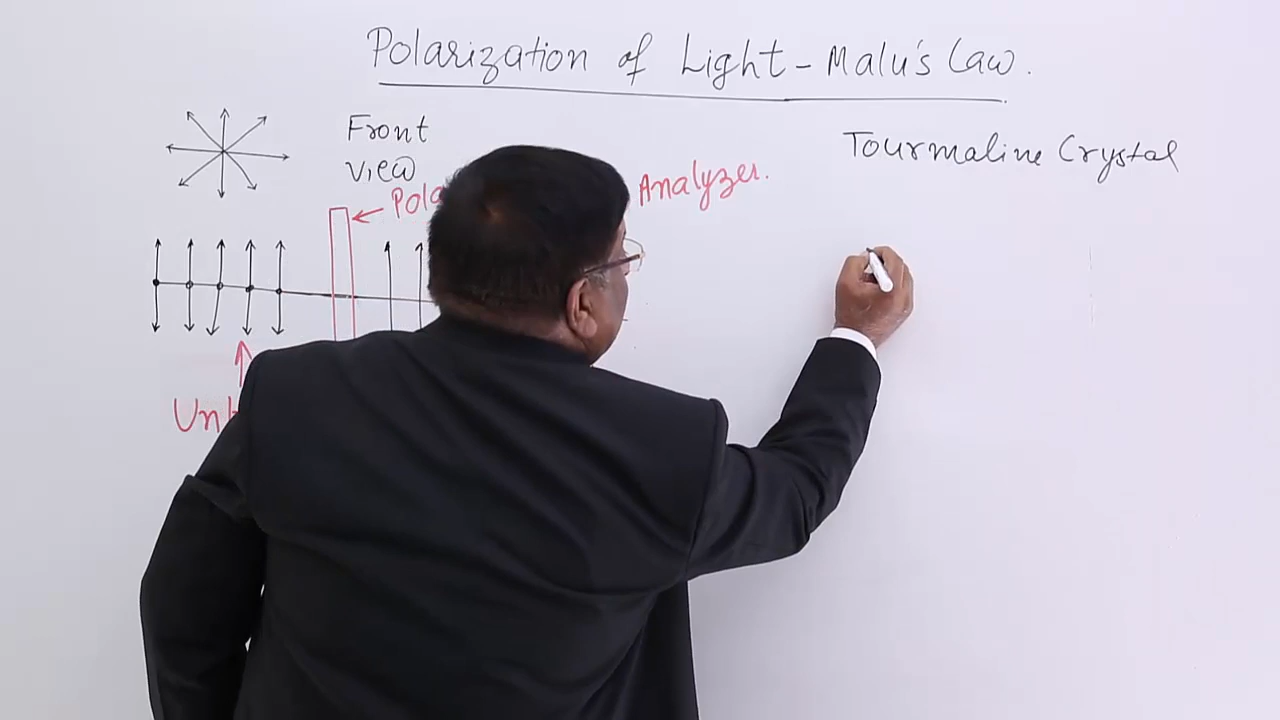 Polarization of Light - Malu's Law.
Front
view
Tourmaline Crystal
Analyzer.